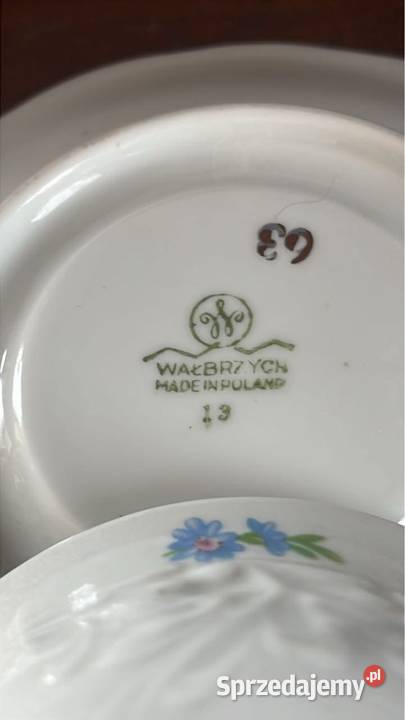 63
W
WAŁBRZYCH
MADE IN POLAND
13
Sprzedajemy.pl